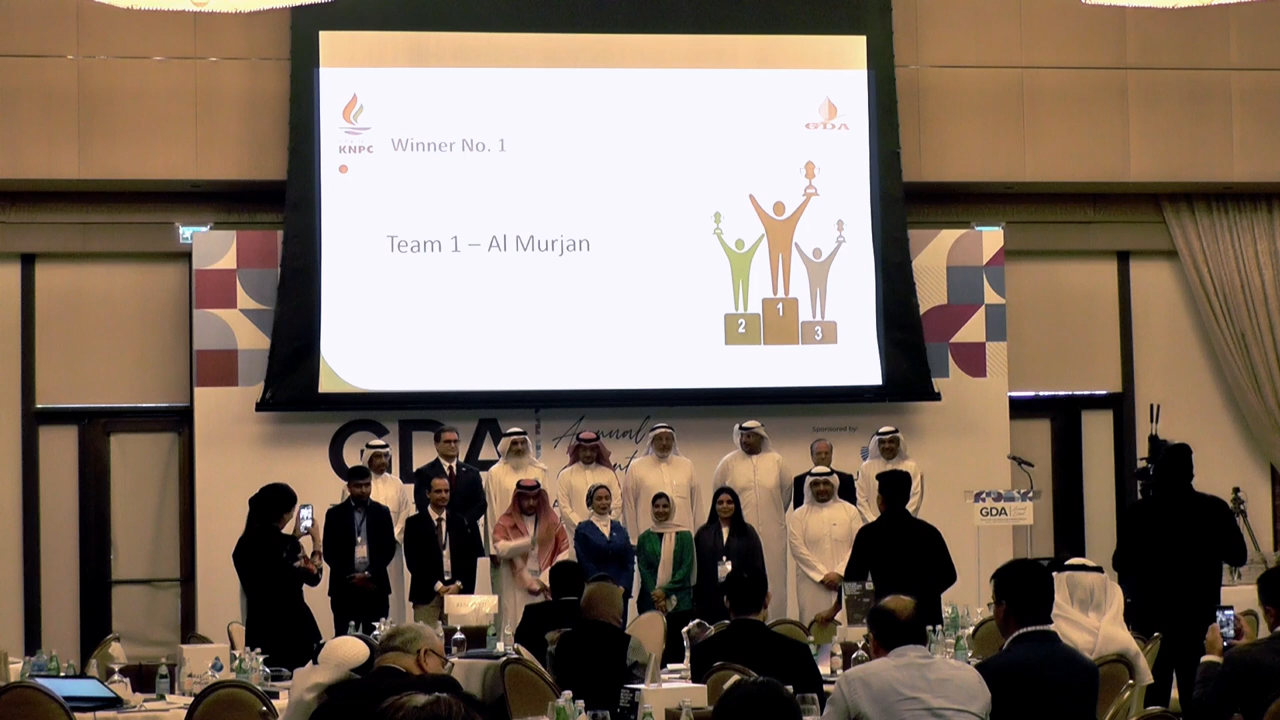 KNPC
GDA
Winner No. 1
Team 1 – Al Murjan
1
2
3
GDA
Annual
Sponsored by:
GDA